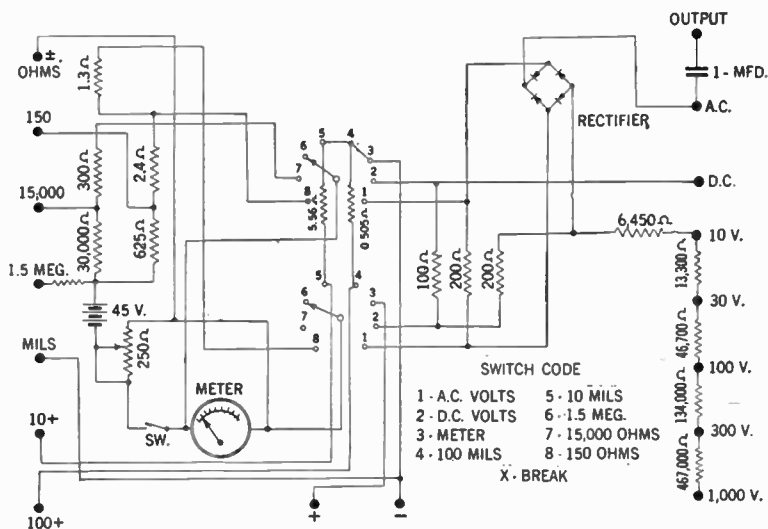 ±.
OHMS
1.3Ω
150
300Ω
2.4Ω
15,000
30,000Ω
625Ω
1.5 MEG.
45 V.
MILS
250Ω
METER
SW.
10+
100+
5
4
3
6
7
2
8
1
5.56Ω
0.505Ω
5
4
6
3
7
2
8
1
+
-
OUTPUT
1-MFD.
A.C.
RECTIFIER
D.C.
6,450Ω
10 V.
100Ω
200Ω
200Ω
13,300Ω
30 V.
46,700Ω
100 V.
134,000Ω
300 V.
467,000Ω
1,000 V.
SWITCH CODE
1 - A.C. VOLTS 5 - 10 MILS
2 - D.C. VOLTS 6 - 1.5 MEG.
3 - METER 7 - 15,000 OHMS
4 - 100 MILS 8 - 150 OHMS
X - BREAK